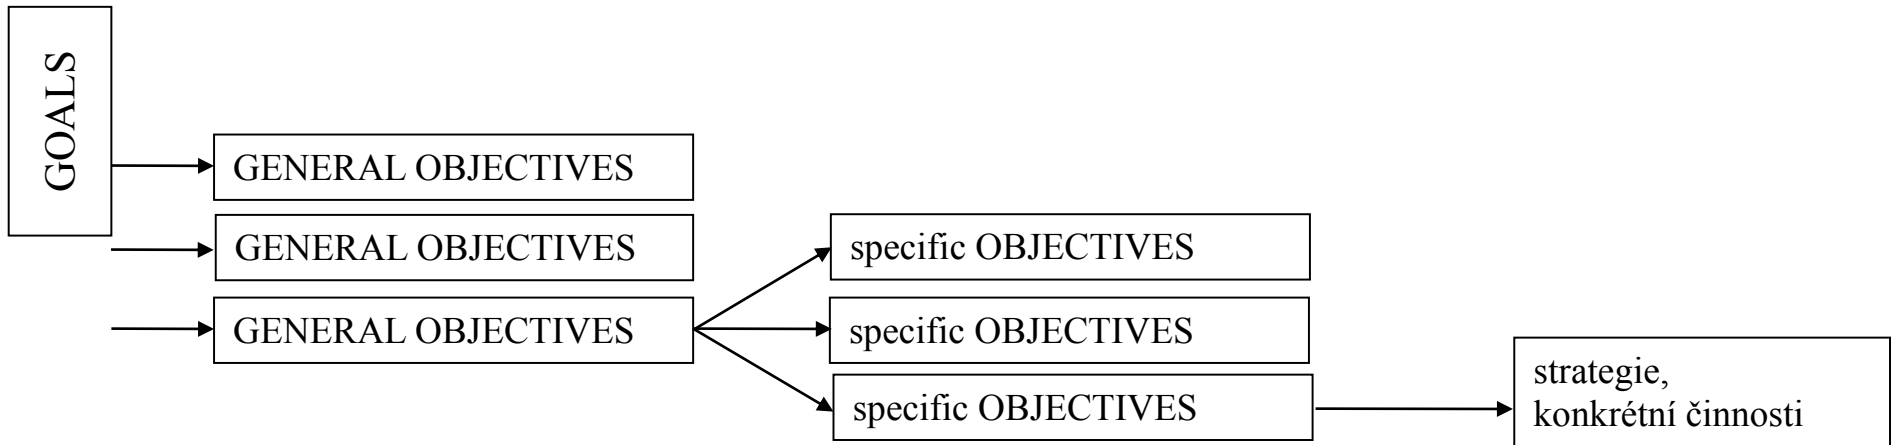 GOALS
GENERAL OBJECTIVES
GENERAL OBJECTIVES
GENERAL OBJECTIVES
specific OBJECTIVES
specific OBJECTIVES
specific OBJECTIVES
strategie,
konkrétní činnosti